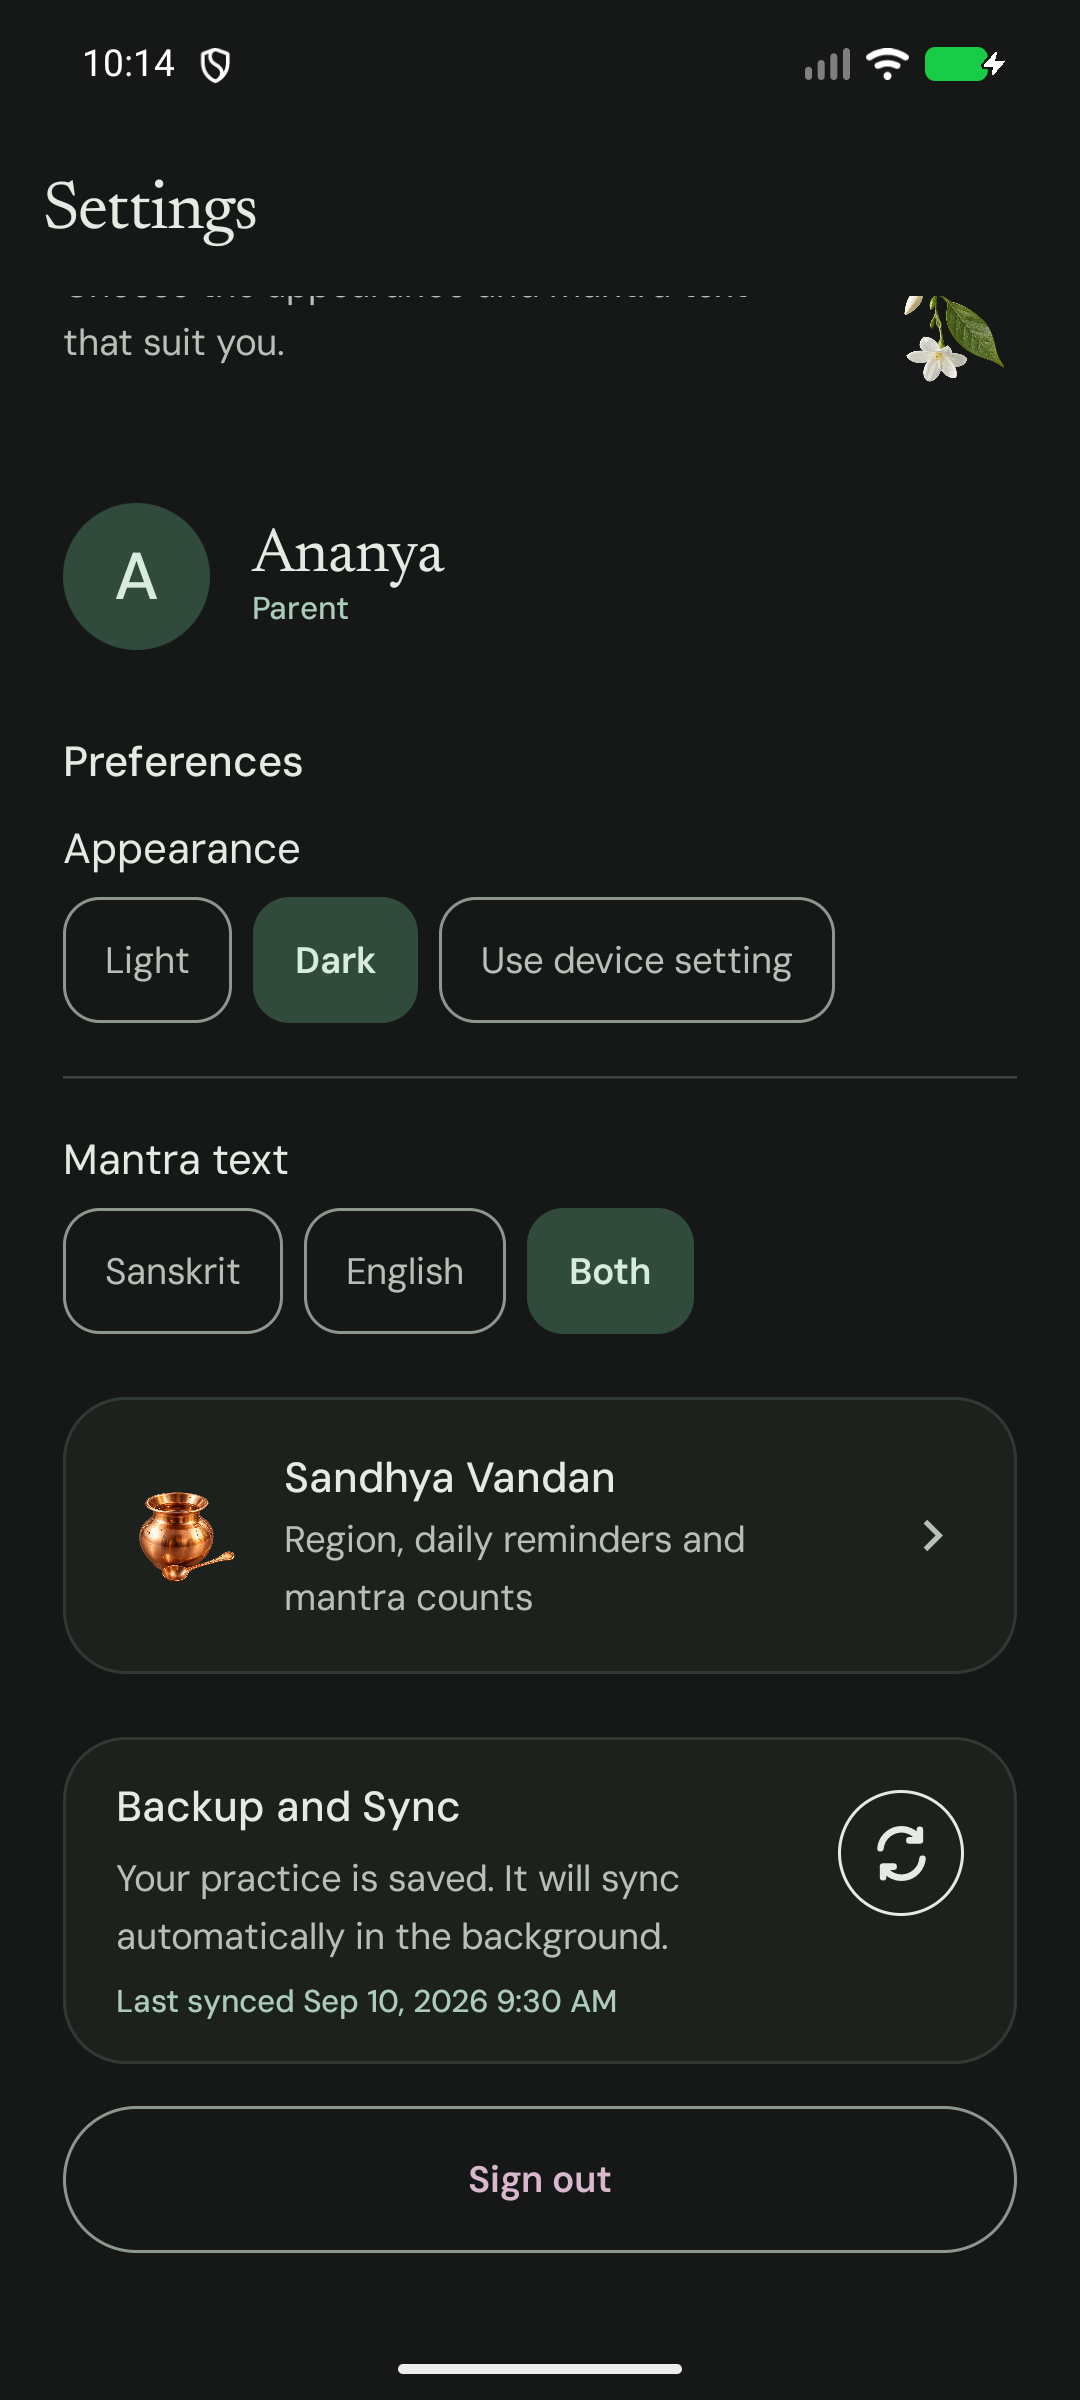 10:14
Settings
that suit you.
A
Ananya
Parent
Preferences
Appearance
Light
Dark
Use device setting
Mantra text
Sanskrit
English
Both
Sandhya Vandan
Region, daily reminders and
mantra counts
Backup and Sync
Your practice is saved. It will sync
automatically in the background.
Last synced Sep 10, 2026 9:30 AM
Sign out